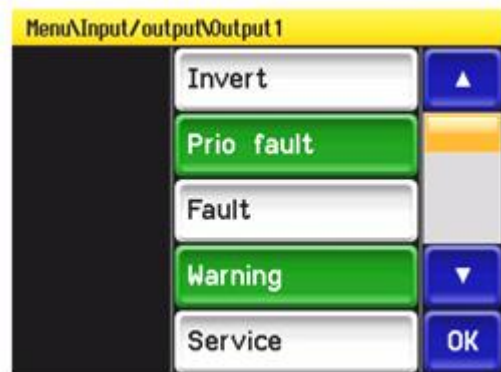 Menu\Input/output\Output1
Invert
Prio fault
Fault
Warning
Service
OK